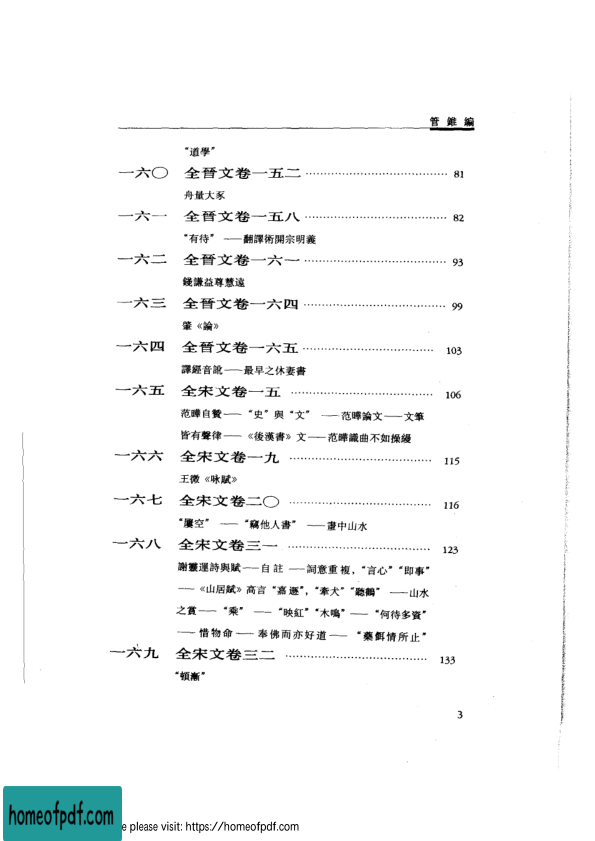 管錐編
“道學”
一六〇 全晉文卷一五二 …… 81
舟量大豕
一六一 全晉文卷一五八 …… 82
“有待” ——翻譯術開宗明義
一六二 全晉文卷一六一 …… 93
錢謙益尊慧遠
一六三 全晉文卷一六四 …… 99
肇《論》
一六四 全晉文卷一六五 …… 103
譯經音訛——最早之休妻書
一六五 全宋文卷一五 …… 106
范曄自贊—— “史”與“文” ——范曄論文——文筆
皆有聲律——《後漢書》文——范曄識曲不如操縵
一六六 全宋文卷一九 …… 115
王微《咏賦》
一六七 全宋文卷二〇 …… 116
“屢空” —— “竊他人書” ——畫中山水
一六八 全宋文卷三一 …… 123
謝靈運詩與賦——自註——詞意重複，“言心”“即事”
——《山居賦》高言“嘉遯”，“牽犬”“聽鶴” ——山水
之賞—— “乘” —— “映紅”“木鳴” —— “何待多資”
——惜物命——奉佛而亦好道—— “藥餌情所止”
一六九 全宋文卷三二 …… 133
“頓漸”
3
homeofpdf.com
e please visit: https://homeofpdf.com